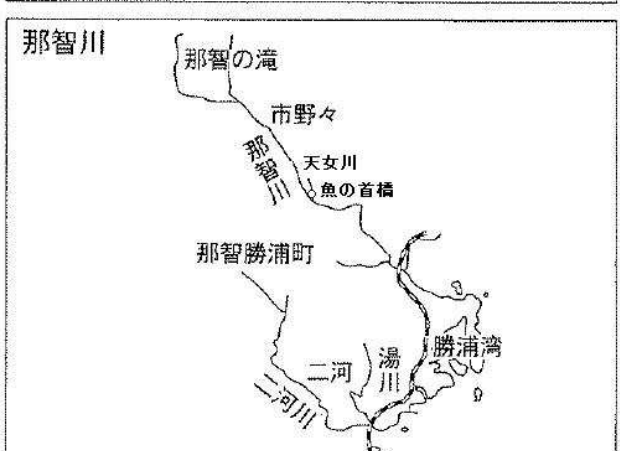 那智川
那智の滝
市野々
那智川
天女川
魚の首橋
那智勝浦町
勝浦湾
湯川
二河
二河川